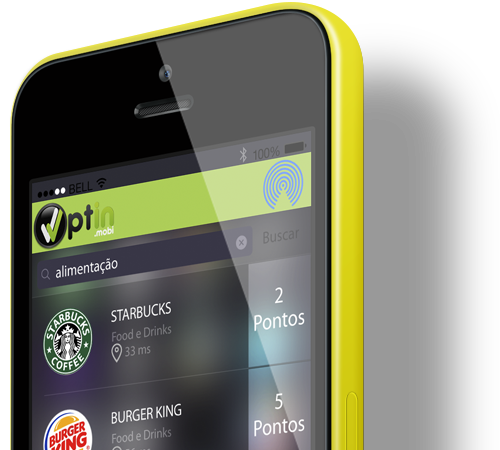 BELL 100%
optin
.mobi
Buscar
alimentação
STARBUCKS COFFEE
STARBUCKS
Food e Drinks
33 ms
2
Pontos
BURGER KING
BURGER KING
Food e Drinks
5
Pontos